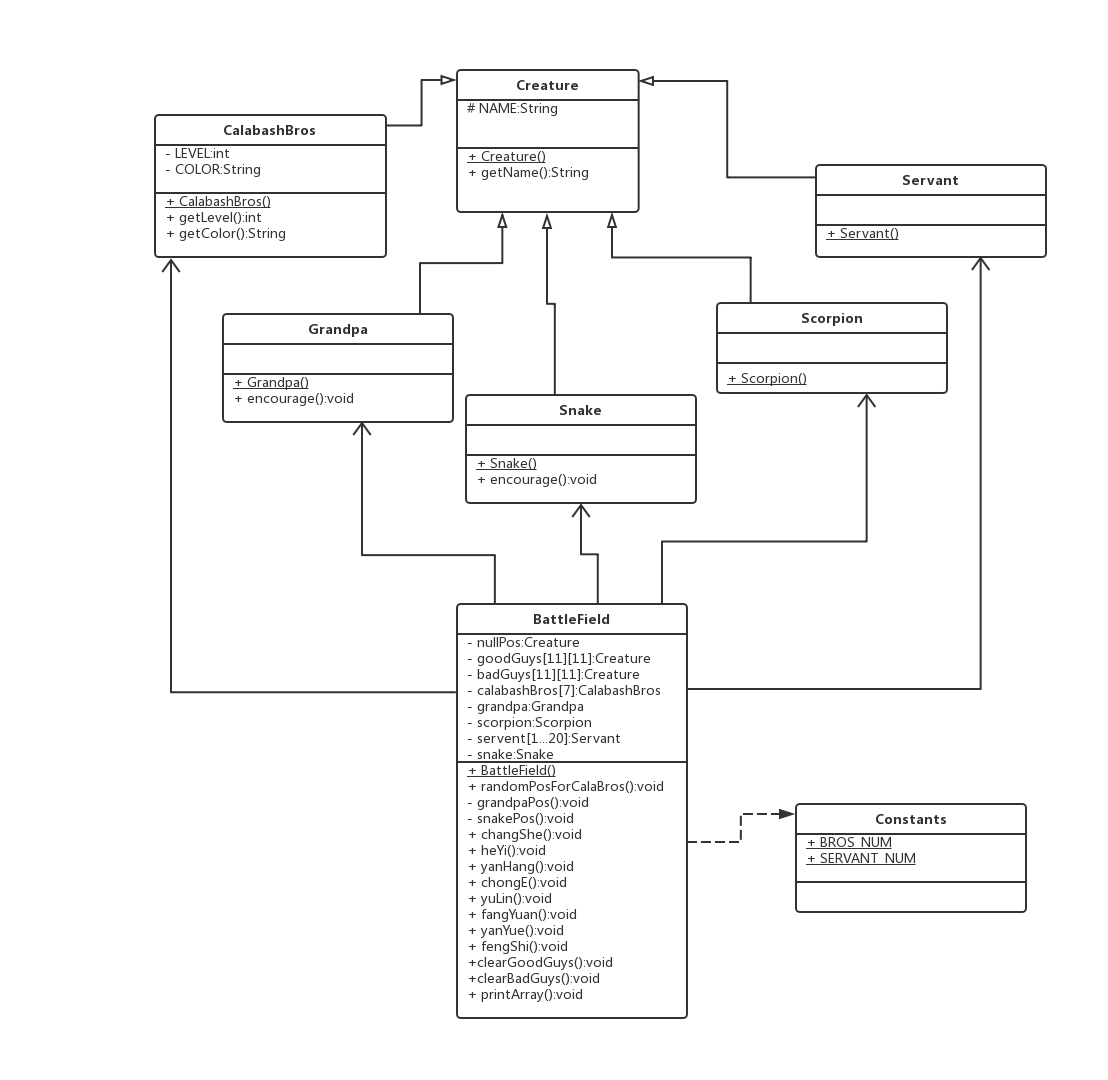 Creature
# NAME:String
+ Creature()
+ getName():String
CalabashBros
- LEVEL:int
- COLOR:String
+ CalabashBros()
+ getLevel():int
+ getColor():String
Servant
+ Servant()
Grandpa
+ Grandpa()
+ encourage():void
Scorpion
+ Scorpion()
Snake
+ Snake()
+ encourage():void
BattleField
- nullPos:Creature
- goodGuys[11][11]:Creature
- badGuys[11][11]:Creature
- calabashBros[7]:CalabashBros
- grandpa:Grandpa
- scorpion:Scorpion
- servent[1...20]:Servant
- snake:Snake
+ BattleField()
+ randomPosForCalaBros():void
- grandpaPos():void
- snakePos():void
+ changShe():void
+ heYi():void
+ yanHang():void
+ chongE():void
+ yuLin():void
+ fangYuan():void
+ yanYue():void
+ fengShi():void
+clearGoodGuys():void
+clearBadGuys():void
+ printArray():void
Constants
+ BROS_NUM
+ SERVANT_NUM